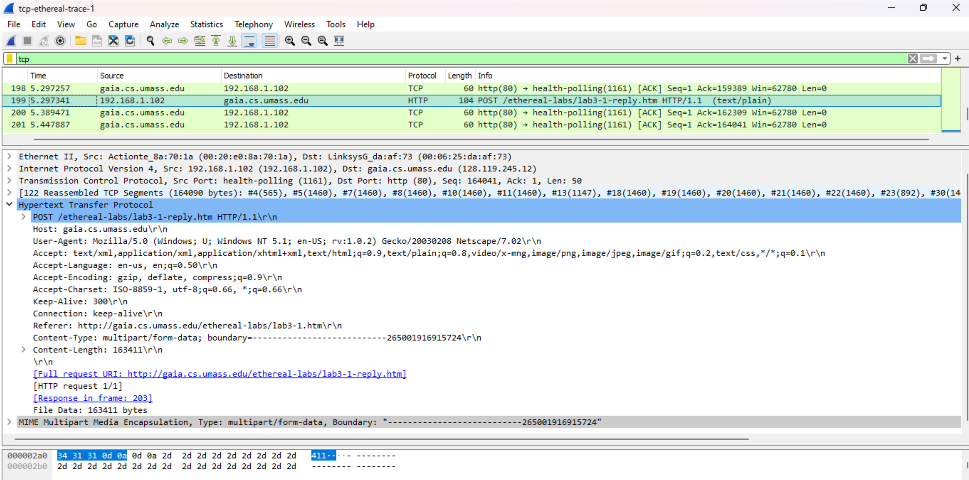 tcp-ethereal-trace-1
File Edit View Go Capture Analyze Statistics Telephony Wireless Tools Help
tcp
Time Source Destination Protocol Length Info
198 5.297257 gaia.cs.umass.edu 192.168.1.102 TCP 60 http(80) → health-polling(1161) [ACK] Seq=1 Ack=159389 Win=62780 Len=0
199 5.297341 192.168.1.102 gaia.cs.umass.edu HTTP 104 POST /ethereal-labs/lab3-1-reply.htm HTTP/1.1 (text/plain)
200 5.389471 gaia.cs.umass.edu 192.168.1.102 TCP 60 http(80) → health-polling(1161) [ACK] Seq=1 Ack=162309 Win=62780 Len=0
201 5.447887 gaia.cs.umass.edu 192.168.1.102 TCP 60 http(80) → health-polling(1161) [ACK] Seq=1 Ack=164041 Win=62780 Len=0
Ethernet II, Src: Actionte_8a:70:1a (00:20:e0:8a:70:1a), Dst: LinksysG_da:af:73 (00:06:25:da:af:73)
Internet Protocol Version 4, Src: 192.168.1.102 (192.168.1.102), Dst: gaia.cs.umass.edu (128.119.245.12)
Transmission Control Protocol, Src Port: health-polling (1161), Dst Port: http (80), Seq: 164041, Ack: 1, Len: 50
[122 Reassembled TCP Segments (164090 bytes): #4(565), #5(1460), #7(1460), #8(1460), #10(1460), #11(1460), #13(1147), #18(1460), #19(1460), #20(1460), #21(1460), #22(1460), #23(892), #30(14
Hypertext Transfer Protocol
POST /ethereal-labs/lab3-1-reply.htm HTTP/1.1\r\n
Host: gaia.cs.umass.edu\r\n
User-Agent: Mozilla/5.0 (Windows; U; Windows NT 5.1; en-US; rv:1.0.2) Gecko/20030208 Netscape/7.02\r\n
Accept: text/xml,application/xml,application/xhtml+xml,text/html;q=0.9,text/plain;q=0.8,video/x-mng,image/png,image/jpeg,image/gif;q=0.2,text/css,*/*;q=0.1\r\n
Accept-Language: en-us, en;q=0.50\r\n
Accept-Encoding: gzip, deflate, compress;q=0.9\r\n
Accept-Charset: ISO-8859-1, utf-8;q=0.66, *;q=0.66\r\n
Keep-Alive: 300\r\n
Connection: keep-alive\r\n
Referer: http://gaia.cs.umass.edu/ethereal-labs/lab3-1.htm\r\n
Content-Type: multipart/form-data; boundary=---------------------------265001916915724\r\n
Content-Length: 163411\r\n
\r\n
[Full request URI: http://gaia.cs.umass.edu/ethereal-labs/lab3-1-reply.htm]
[HTTP request 1/1]
[Response in frame: 203]
File Data: 163411 bytes
MIME Multipart Media Encapsulation, Type: multipart/form-data, Boundary: "---------------------------265001916915724"
000002a0 34 31 31 0d 0a 0d 0a 2d 2d 2d 2d 2d 2d 2d 2d 2d 411····- --------
000002b0 2d 2d 2d 2d 2d 2d 2d 2d 2d 2d 2d 2d 2d 2d 2d 2d -------- --------